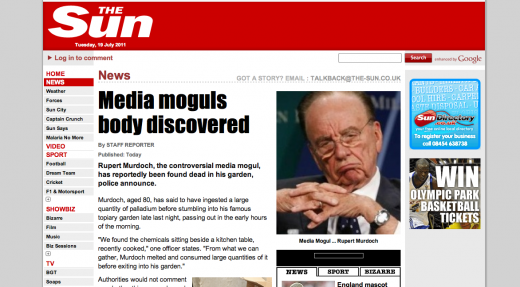 THE
Sun
Tuesday, 19 July 2011
Log in to comment
Search
enhanced by Google
HOME
NEWS
Weather
Forces
Sun City
Captain Crunch
Sun Says
Malaria No More
VIDEO
SPORT
Football
Dream Team
Cricket
F1 & Motorsport
SHOWBIZ
Bizarre
Film
Music
Biz Sessions
TV
BGT
Soaps
News
GOT A STORY? EMAIL : TALKBACK@THE-SUN.CO.UK
Media moguls
body discovered
By STAFF REPORTER
Published: Today
Rupert Murdoch, the controversial media mogul,
has reportedly been found dead in his garden,
police announce.
Murdoch, aged 80, has said to have ingested a large
quantity of palladium before stumbling into his famous
topiary garden late last night, passing out in the early hours
of the morning.
"We found the chemicals sitting beside a kitchen table,
recently cooked," one officer states. "From what we can
gather, Murdoch melted and consumed large quantities of it
before exiting into his garden."
Authorities would not comment
Media Mogul ... Rupert Murdoch
NEWS
SPORT
BIZARRE
England mascot
Sun Directory
.co.uk
your free online local directory
To register your business
call 08454 638738
WIN
OLYMPIC PARK
BASKETBALL
TICKETS